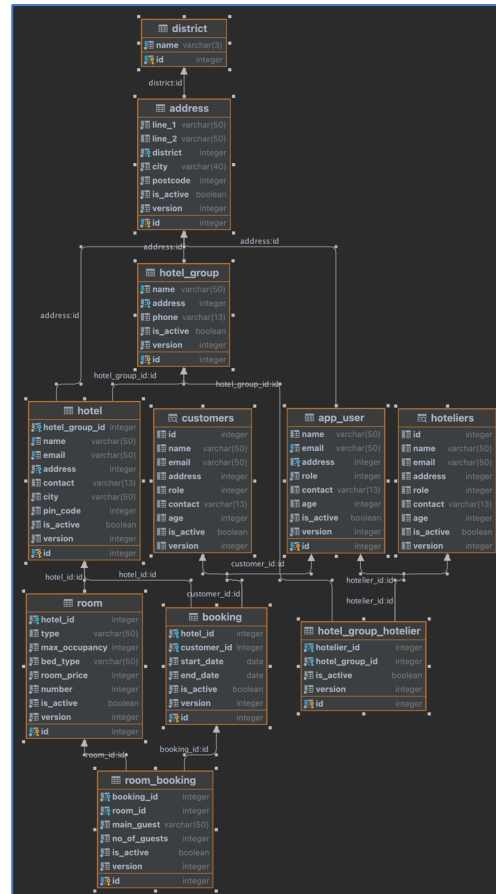 district
name varchar(3)
id integer
district:id
address
line_1 varchar(50)
line_2 varchar(50)
district integer
city varchar(40)
postcode integer
is_active boolean
version integer
id integer
address:id
address:id
address:id
hotel_group
name varchar(50)
address integer
phone varchar(13)
is_active boolean
version integer
id integer
hotel_group_id:id
hotel_group_id:id
hotel
hotel_group_id integer
name varchar(50)
email varchar(50)
address integer
contact varchar(13)
city varchar(50)
pin_code integer
is_active boolean
version integer
id integer
customers
id integer
name varchar(50)
email varchar(50)
address integer
role integer
contact varchar(13)
age integer
is_active boolean
version integer
app_user
name varchar(50)
email varchar(50)
address integer
role integer
contact varchar(13)
age integer
is_active boolean
version integer
id integer
hoteliers
id integer
name varchar(50)
email varchar(50)
address integer
role integer
contact varchar(13)
age integer
is_active boolean
version integer
hotel_id:id
hotel_id:id
customer_id:id
customer_id:id
hotelier_id:id
hotelier_id:id
room
hotel_id integer
type varchar(50)
max_occupancy integer
bed_type varchar(50)
room_price integer
number integer
is_active boolean
version integer
id integer
booking
hotel_id integer
customer_id integer
start_date date
end_date date
is_active boolean
version integer
id integer
hotel_group_hotelier
hotelier_id integer
hotel_group_id integer
is_active boolean
version integer
id integer
room_id:id
booking_id:id
room_booking
booking_id integer
room_id integer
main_guest varchar(50)
no_of_guests integer
is_active boolean
version integer
id integer